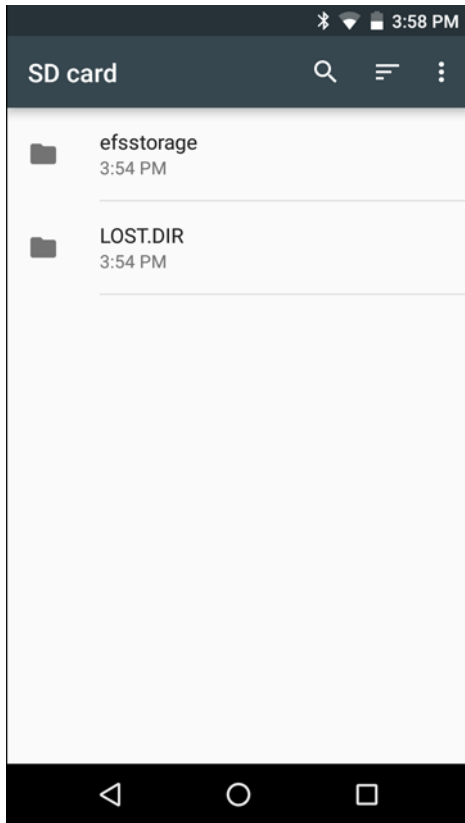 3:58 PM
SD card
efsstorage
3:54 PM
LOST.DIR
3:54 PM